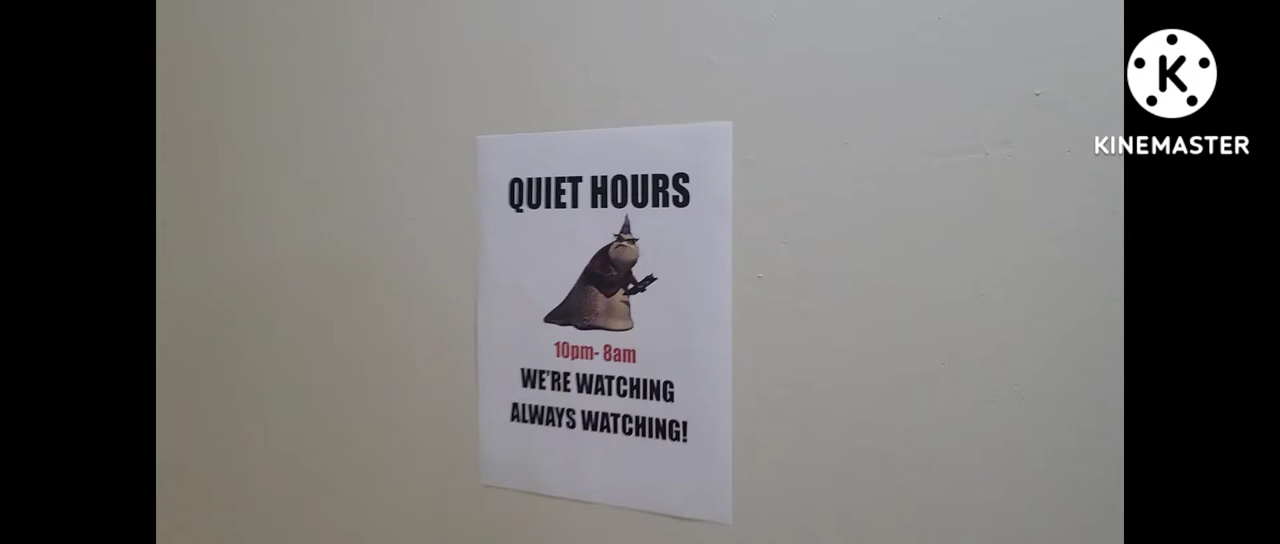 QUIET HOURS
10pm- 8am
WE'RE WATCHING
ALWAYS WATCHING!
K
KINEMASTER